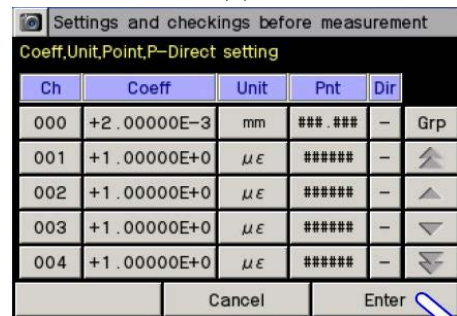 Settings and checkings before measurement
Coeff,Unit,Point,P-Direct setting
Ch Coeff Unit Pnt Dir
000 +2.00000E-3 mm ###.### - Grp
001 +1.00000E+0 με ###### -
002 +1.00000E+0 με ###### -
003 +1.00000E+0 με ###### -
004 +1.00000E+0 με ###### -
Cancel Enter